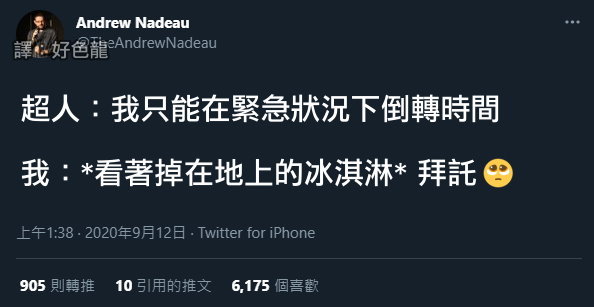 Andrew Nadeau
@TheAndrewNadeau
譯：好色龍
超人：我只能在緊急狀況下倒轉時間
我：*看著掉在地上的冰淇淋* 拜託🥺
上午1:38 · 2020年9月12日 · Twitter for iPhone
905 則轉推 10 引用的推文 6,175 個喜歡